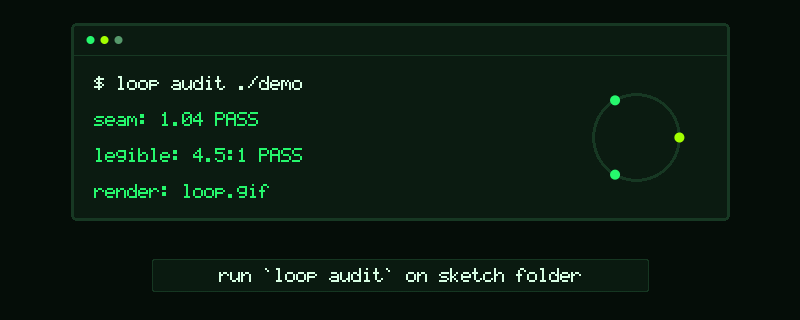 $ loop audit ./demo
seam: 1.04 PASS
legible: 4.5:1 PASS
render: loop.gif
run `loop audit` on sketch folder